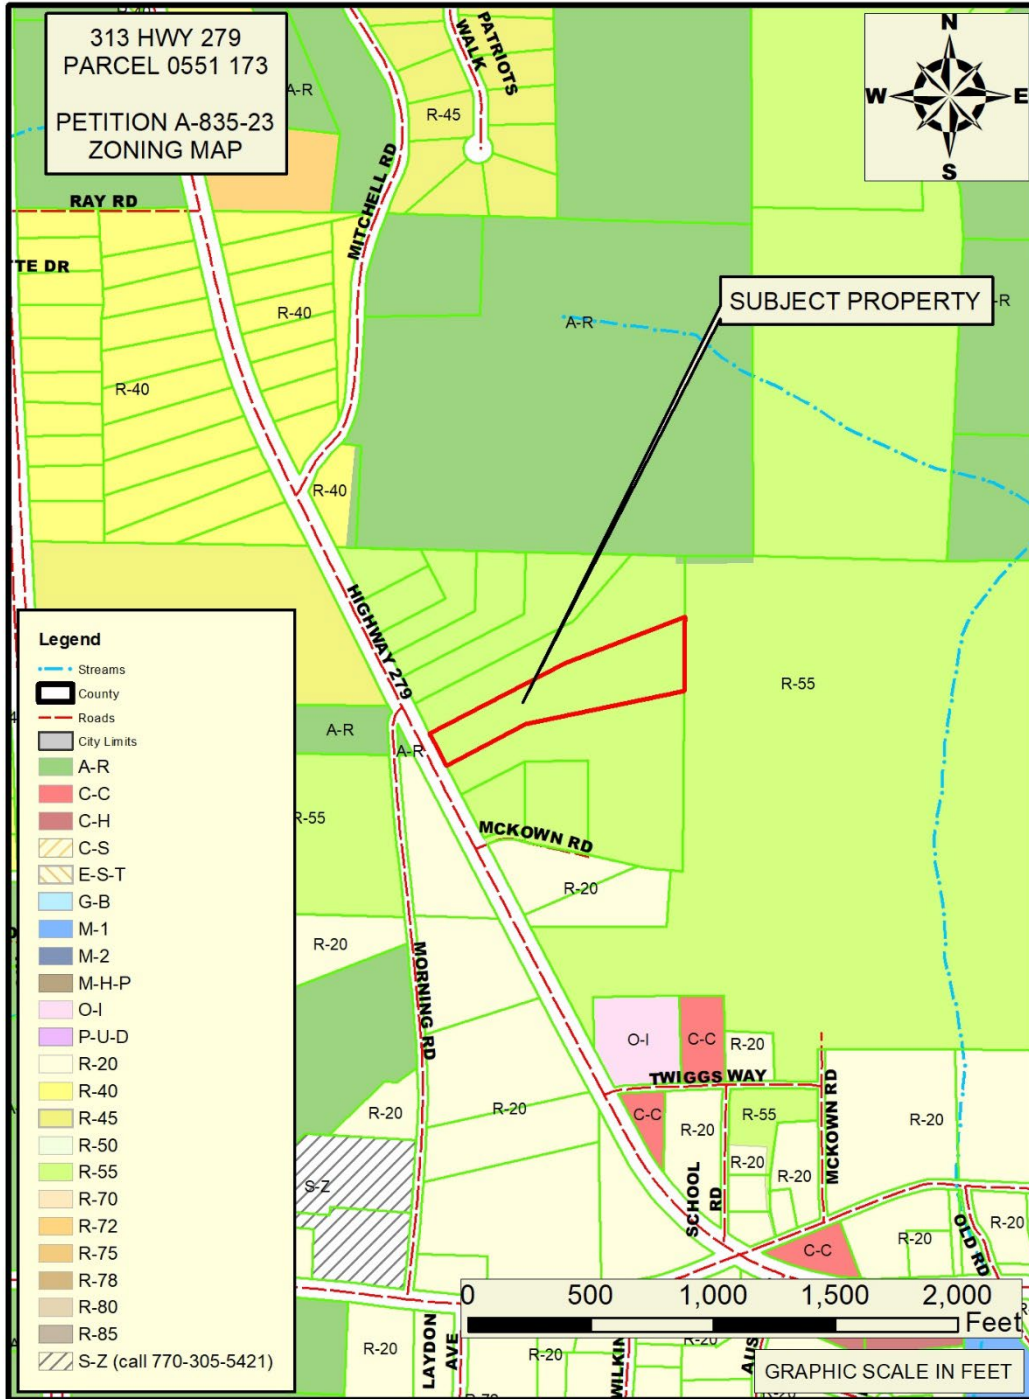 313 HWY 279
PARCEL 0551 173
PETITION A-835-23
ZONING MAP
N
W
E
S
A-R
PATRIOTS
WALK
R-45
MITCHELL RD
RAY RD
TTE DR
R-40
R-40
SUBJECT PROPERTY
A-R
-R
R-40
HIGHWAY 279
R-55
A-R
A-R
R-55
MCKOWN RD
R-20
R-20
MORNING RD
O-I
C-C
R-20
TWIGGS WAY
C-C
R-20
R-55
MCKOWN RD
R-20
R-20
R-20
R-20
R-20
SCHOOL
RD
S-Z
C-C
R-20
R-20
OLD RD
Legend
Streams
County
Roads
City Limits
A-R
C-C
C-H
C-S
E-S-T
G-B
M-1
M-2
M-H-P
O-I
P-U-D
R-20
R-40
R-45
R-50
R-55
R-70
R-72
R-75
R-78
R-80
R-85
S-Z (call 770-305-5421)
0 500 1,000 1,500 2,000
Feet
R-20
LAYDON
AVE
R-20
WILKIN
R-20
GRAPHIC SCALE IN FEET